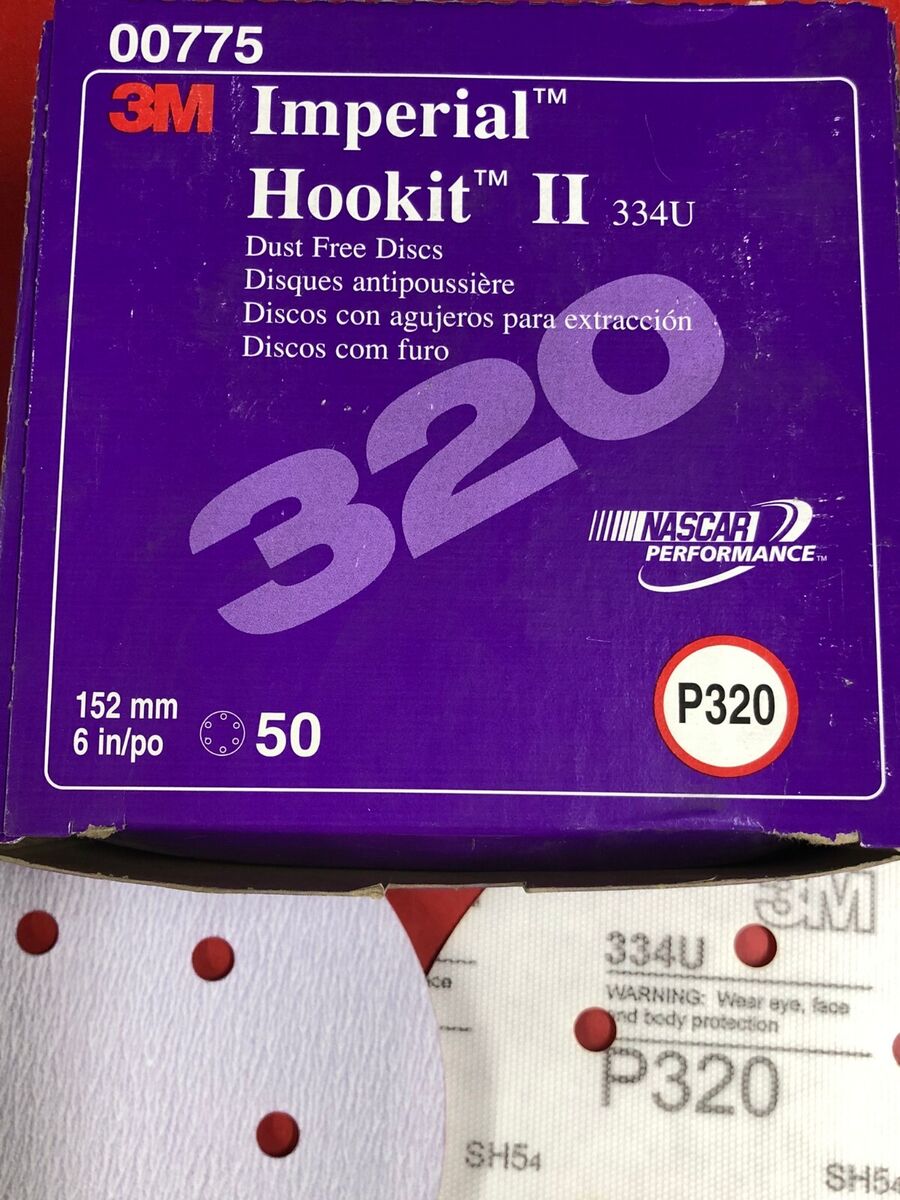 00775
3M Imperial™
Hookit™ II 334U
Dust Free Discs
Disques antipoussière
Discos con agujeros para extracción
Discos com furo
320
NASCAR
PERFORMANCE™
P320
152 mm
6 in/po
50
3M
334U
WARNING: Wear eye, face
and body protection
P320
SH54
SH54